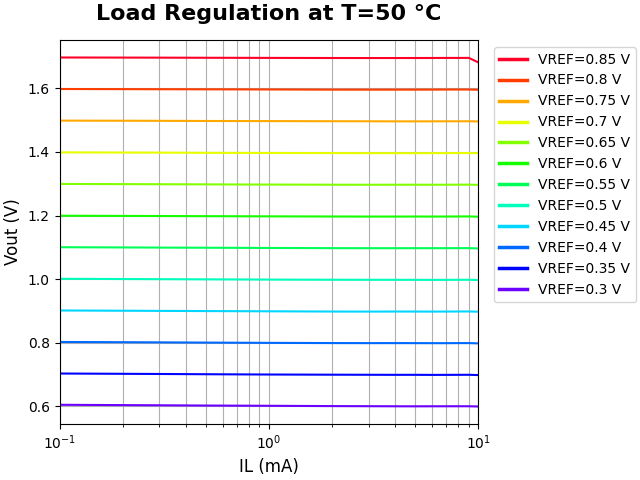 Load Regulation at T=50 °C
Vout (V)
1.6
1.4
1.2
1.0
0.8
0.6
10⁻¹
10⁰
10¹
IL (mA)
VREF=0.85 V
VREF=0.8 V
VREF=0.75 V
VREF=0.7 V
VREF=0.65 V
VREF=0.6 V
VREF=0.55 V
VREF=0.5 V
VREF=0.45 V
VREF=0.4 V
VREF=0.35 V
VREF=0.3 V